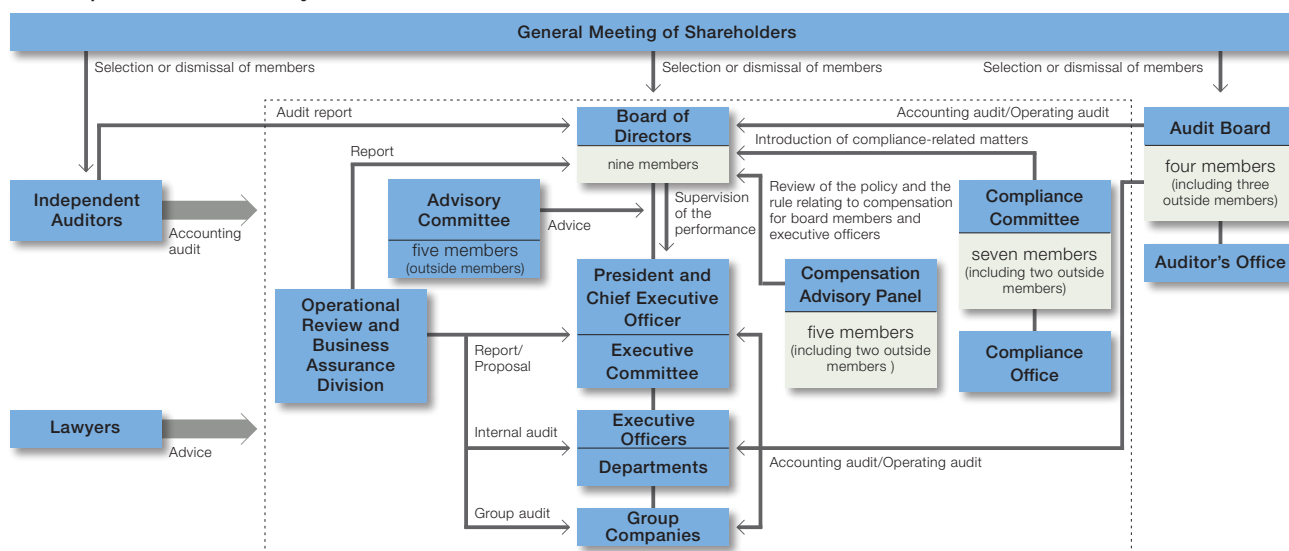 General Meeting of Shareholders
Selection or dismissal of members
Selection or dismissal of members
Selection or dismissal of members
Audit report
Board of
Directors
nine members
Accounting audit/Operating audit
Audit Board
four members
(including three
outside members)
Introduction of compliance-related matters
Report
Independent
Auditors
Accounting
audit
Advisory
Committee
five members
(outside members)
Advice
Supervision
of the
performance
Review of the policy and the
rule relating to compensation
for board members and
executive officers
Compliance
Committee
seven members
(including two outside
members)
Auditor's Office
President and
Chief Executive
Officer
Executive
Committee
Compensation
Advisory Panel
five members
(including two outside
members )
Operational
Review and
Business
Assurance
Division
Report/
Proposal
Compliance
Office
Lawyers
Advice
Internal audit
Executive
Officers
Departments
Accounting audit/Operating audit
Group audit
Group
Companies